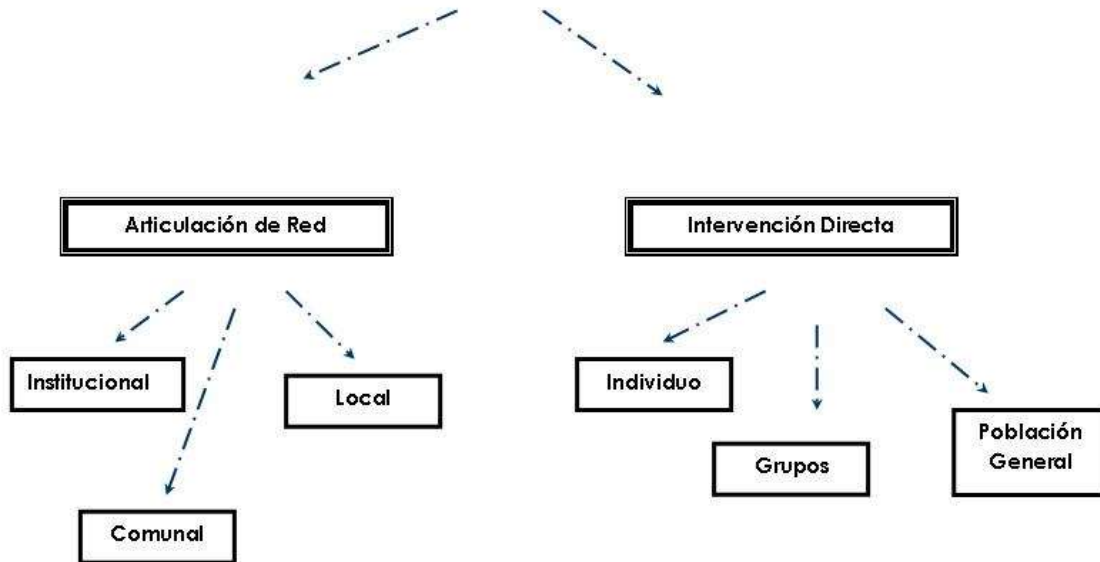 Articulación de Red
Intervención Directa
Institucional
Local
Comunal
Individuo
Grupos
Población
General